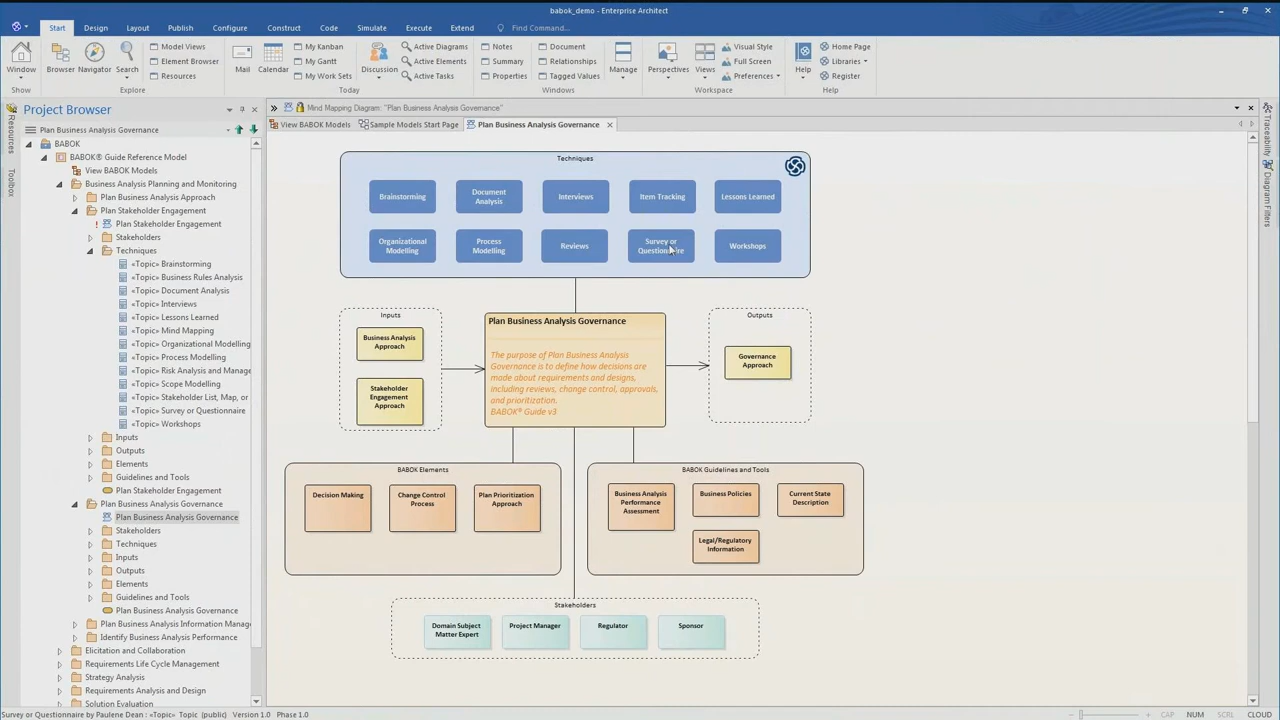 babok_demo - Enterprise Architect
Start Design Layout Publish Configure Construct Code Simulate Execute Extend Find Command...
Window
Show
Browser
Navigator
Search
Model Views
Element Browser
Resources
Explore
Mail
Calendar
My Kanban
My Gantt
My Work Sets
Today
Discussion
Active Diagrams
Active Elements
Active Tasks
Notes
Summary
Properties
Document
Relationships
Tagged Values
Windows
Manage
Perspectives
Views
Visual Style
Full Screen
Preferences
Workspace
Help
Home Page
Libraries
Register
Help
Resources
Toolbox
Project Browser
Plan Business Analysis Governance
BABOK
BABOK® Guide Reference Model
View BABOK Models
Business Analysis Planning and Monitoring
Plan Business Analysis Approach
Plan Stakeholder Engagement
Plan Stakeholder Engagement
Stakeholders
Techniques
«Topic» Brainstorming
«Topic» Business Rules Analysis
«Topic» Document Analysis
«Topic» Interviews
«Topic» Lessons Learned
«Topic» Mind Mapping
«Topic» Organizational Modelling
«Topic» Process Modelling
«Topic» Risk Analysis and Manage
«Topic» Scope Modelling
«Topic» Stakeholder List, Map, or
«Topic» Survey or Questionnaire
«Topic» Workshops
Inputs
Outputs
Elements
Guidelines and Tools
Plan Stakeholder Engagement
Plan Business Analysis Governance
Plan Business Analysis Governance
Stakeholders
Techniques
Inputs
Outputs
Elements
Guidelines and Tools
Plan Business Analysis Governance
Plan Business Analysis Information Manag
Identify Business Analysis Performance
Elicitation and Collaboration
Requirements Life Cycle Management
Strategy Analysis
Requirements Analysis and Design
Solution Evaluation
Mind Mapping Diagram: "Plan Business Analysis Governance"
View BABOK Models
Sample Models Start Page
Plan Business Analysis Governance
Techniques
Brainstorming
Document
Analysis
Interviews
Item Tracking
Lessons Learned
Organizational
Modelling
Process
Modelling
Reviews
Survey or
Questionnaire
Workshops
Inputs
Business Analysis
Approach
Stakeholder
Engagement
Approach
Plan Business Analysis Governance
The purpose of Plan Business Analysis
Governance is to define how decisions are
made about requirements and designs,
including reviews, change control, approvals,
and prioritization.
BABOK® Guide v3
Outputs
Governance
Approach
BABOK Elements
Decision Making
Change Control
Process
Plan Prioritization
Approach
BABOK Guidelines and Tools
Business Analysis
Performance
Assessment
Business Policies
Current State
Description
Legal/Regulatory
Information
Stakeholders
Domain Subject
Matter Expert
Project Manager
Regulator
Sponsor
Traceability
Diagram Filters
Survey or Questionnaire by Paulene Dean : «Topic» Topic (public) Version 1.0 Phase 1.0
CAP NUM SCRL CLOUD